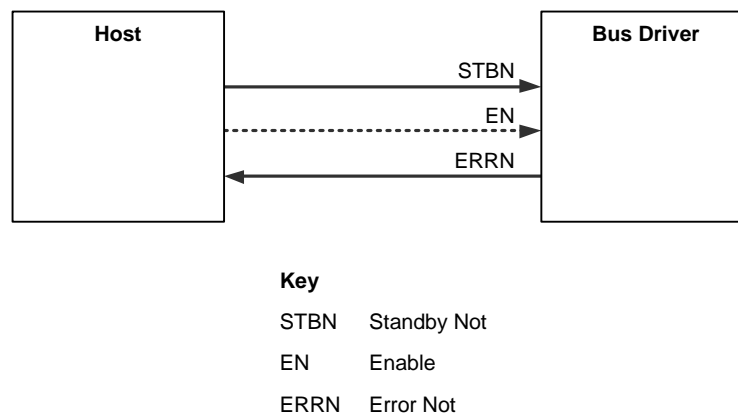 Host
Bus Driver
STBN
EN
ERRN
Key
STBN Standby Not
EN Enable
ERRN Error Not